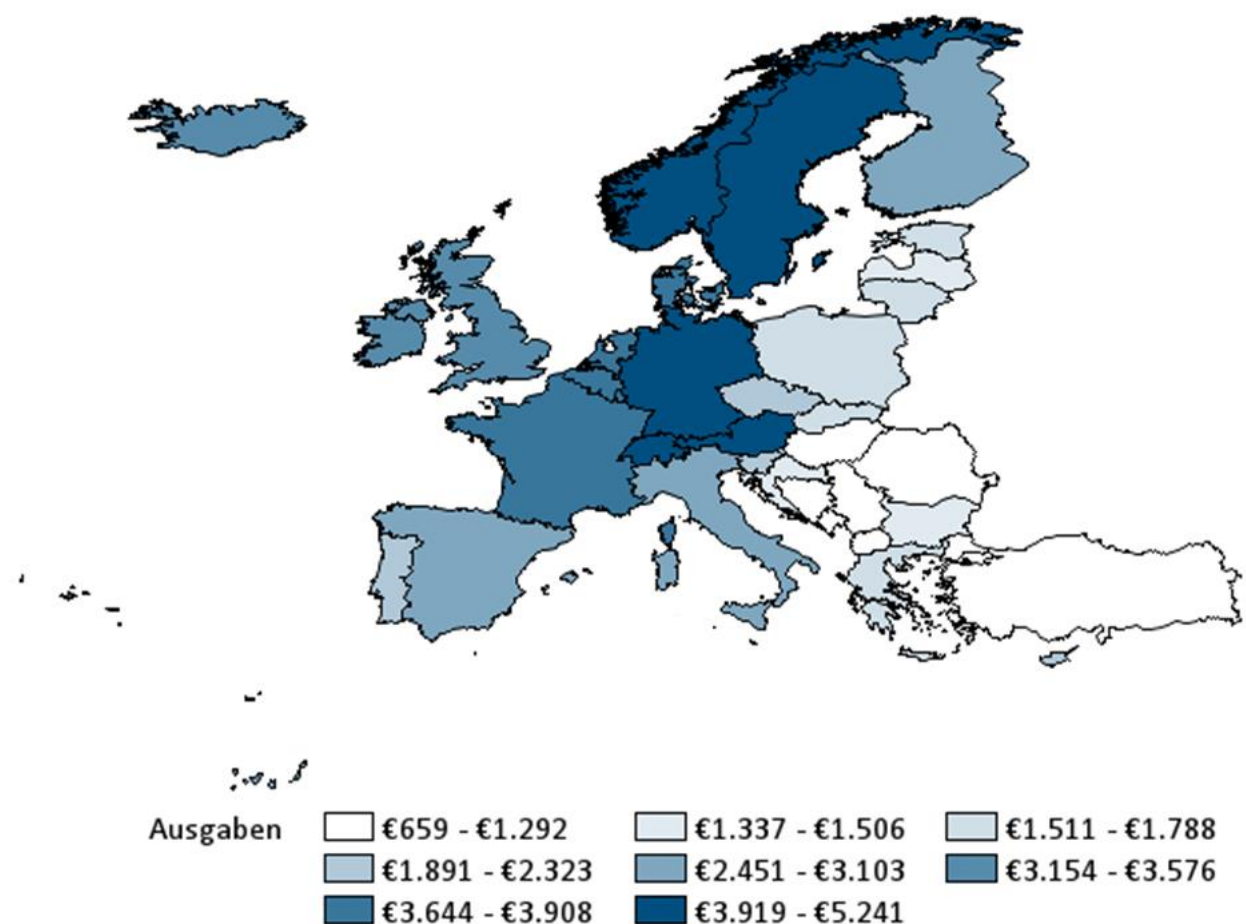 Ausgaben €659 - €1.292 €1.337 - €1.506 €1.511 - €1.788
€1.891 - €2.323 €2.451 - €3.103 €3.154 - €3.576
€3.644 - €3.908 €3.919 - €5.241